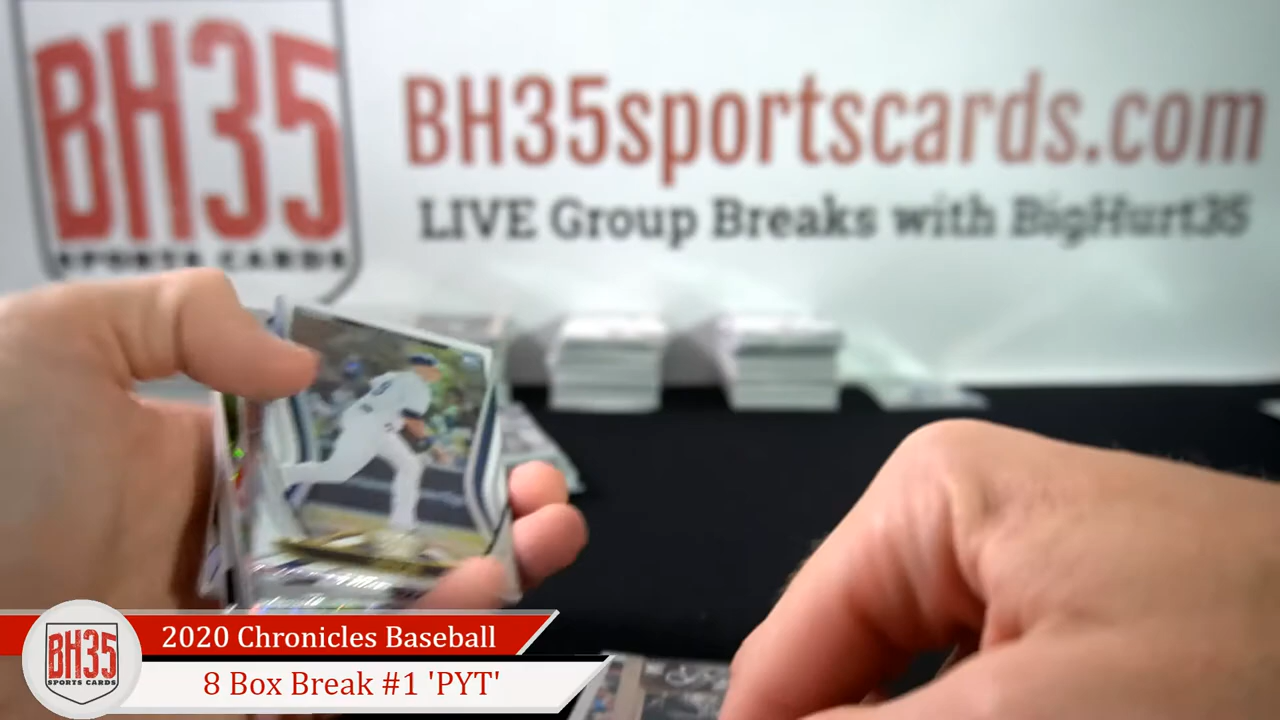 BH35
SPORTS CARDS
BH35sportscards.com
LIVE Group Breaks with BigHurt35
BH35
SPORTS CARDS
2020 Chronicles Baseball
8 Box Break #1 'PYT'